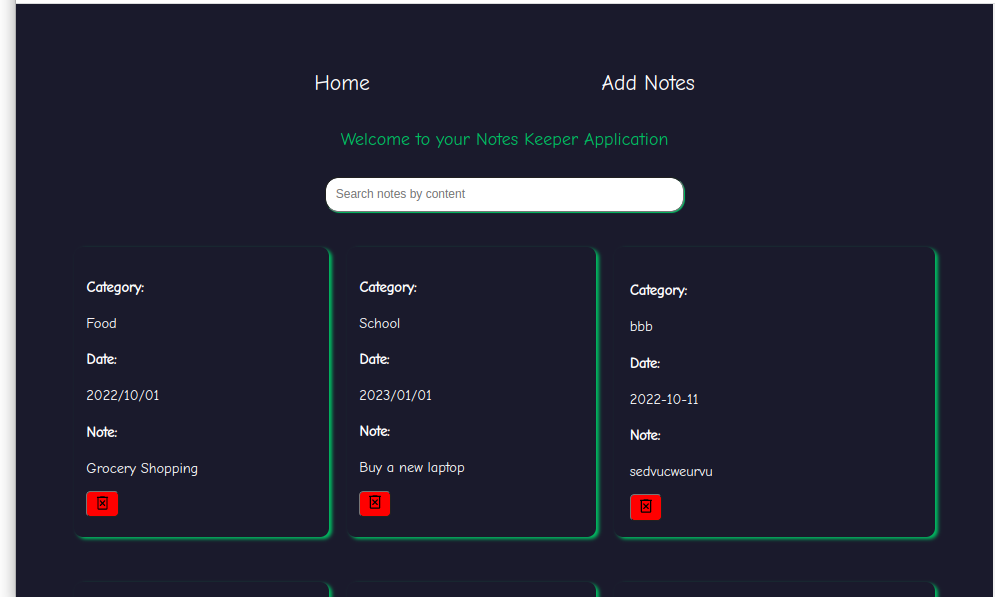 Home
Add Notes
Welcome to your Notes Keeper Application
Search notes by content
Category:
Food
Date:
2022/10/01
Note:
Grocery Shopping
Category:
School
Date:
2023/01/01
Note:
Buy a new laptop
Category:
bbb
Date:
2022-10-11
Note:
sedvucweurvu